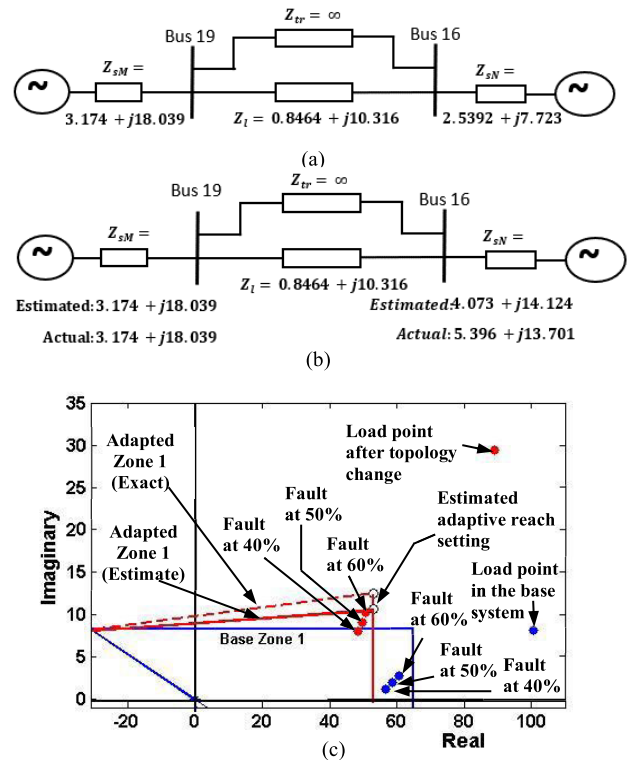 Z_tr = ∞
Bus 19
Bus 16
Z_sM =
Z_sN =
~
~
3.174 + j18.039
Z_l = 0.8464 + j10.316
2.5392 + j7.723
(a)
Bus 19
Z_tr = ∞
Bus 16
Z_sM =
Z_sN =
~
~
Z_l = 0.8464 + j10.316
Estimated: 3.174 + j18.039
Estimated: 4.073 + j14.124
Actual: 3.174 + j18.039
Actual: 5.396 + j13.701
(b)
35
30
25
20
15
10
5
0
Imaginary
Adapted
Zone 1
(Exact)
Adapted
Zone 1
(Estimate)
Fault
at 40%
Fault
at 50%
Fault
at 60%
Load point
after topology
change
Estimated
adaptive reach
setting
Load point
in the base
system
Base Zone 1
Fault
at 60%
Fault
at 50%
Fault
at 40%
-20
0
20
40
60
80
100
Real
(c)